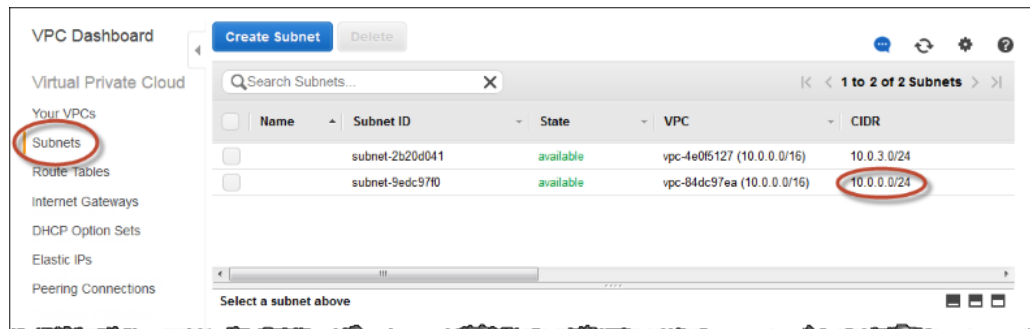 VPC Dashboard
Create Subnet Delete
Virtual Private Cloud
Search Subnets... X
1 to 2 of 2 Subnets
Your VPCs
Name Subnet ID State VPC CIDR
Subnets
subnet-2b20d041 available vpc-4e0f5127 (10.0.0.0/16) 10.0.3.0/24
Route Tables
subnet-9edc97f0 available vpc-84dc97ea (10.0.0.0/16) 10.0.0.0/24
Internet Gateways
DHCP Option Sets
Elastic IPs
Peering Connections
Select a subnet above